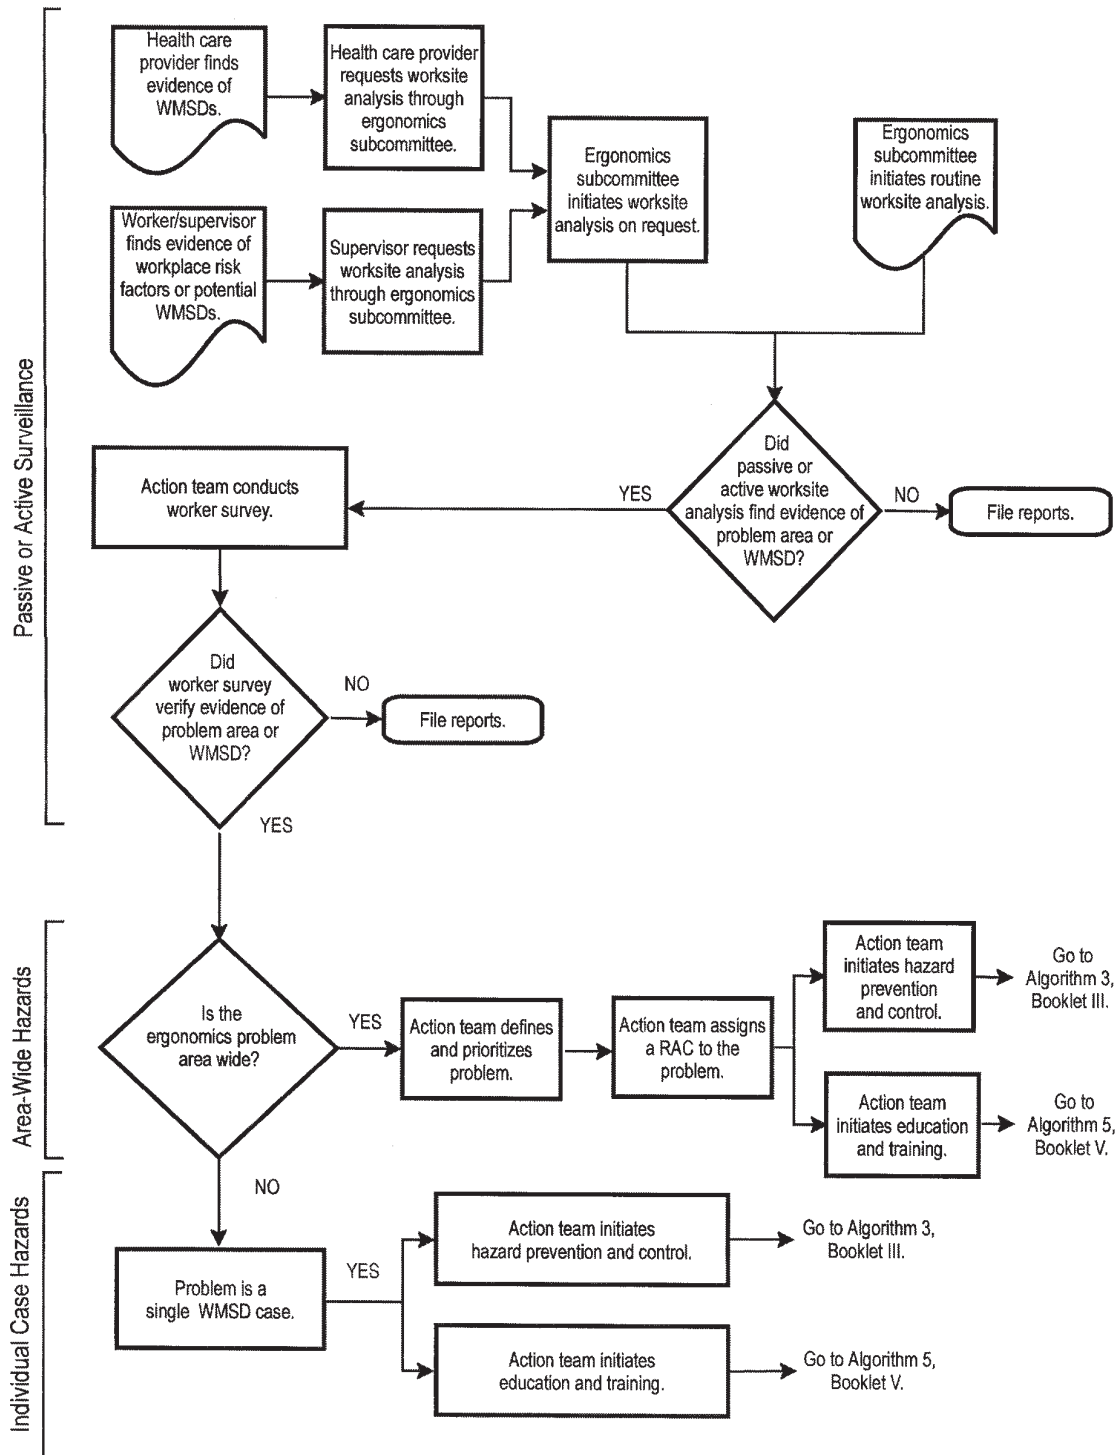 Health care
provider finds
evidence of
WMSDs.
Health care provider
requests worksite
analysis through
ergonomics
subcommittee.
Ergonomics
subcommittee
initiates worksite
analysis on request.
Ergonomics
subcommittee
initiates routine
worksite analysis.
Worker/supervisor
finds evidence of
workplace risk
factors or potential
WMSDs.
Supervisor requests
worksite analysis
through ergonomics
subcommittee.
Passive or Active Surveillance
Did
passive or
active worksite
analysis find evidence of
problem area or
WMSD?
YES
NO
File reports.
Action team conducts
worker survey.
Did
worker survey
verify evidence of
problem area or
WMSD?
NO
File reports.
YES
Area-Wide Hazards
Is the
ergonomics problem
area wide?
YES
Action team defines
and prioritizes
problem.
Action team assigns
a RAC to the
problem.
Action team
initiates hazard
prevention
and control.
Go to
Algorithm 3,
Booklet III.
Action team
initiates education
and training.
Go to
Algorithm 5,
Booklet V.
NO
Individual Case Hazards
Problem is a
single WMSD case.
YES
Action team initiates
hazard prevention and control.
Go to Algorithm 3,
Booklet III.
Action team initiates
education and training.
Go to Algorithm 5,
Booklet V.